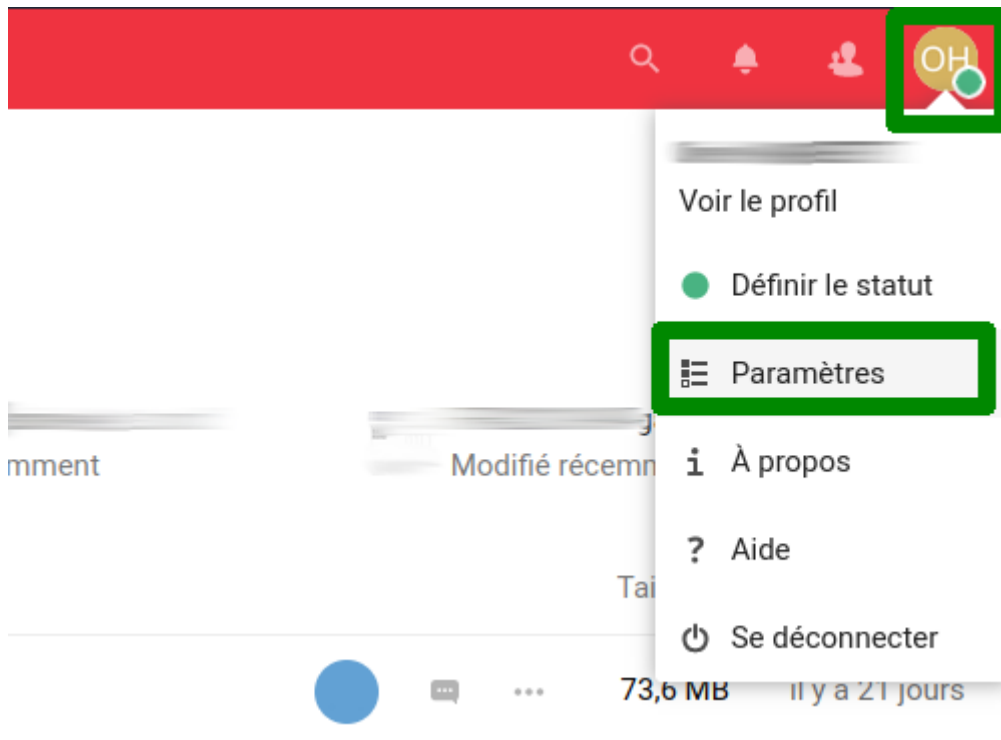 OH
Voir le profil
Définir le statut
Paramètres
mment
Modifié récemm
i À propos
? Aide
Tai
Se déconnecter
73,6 MB il y a 21 jours